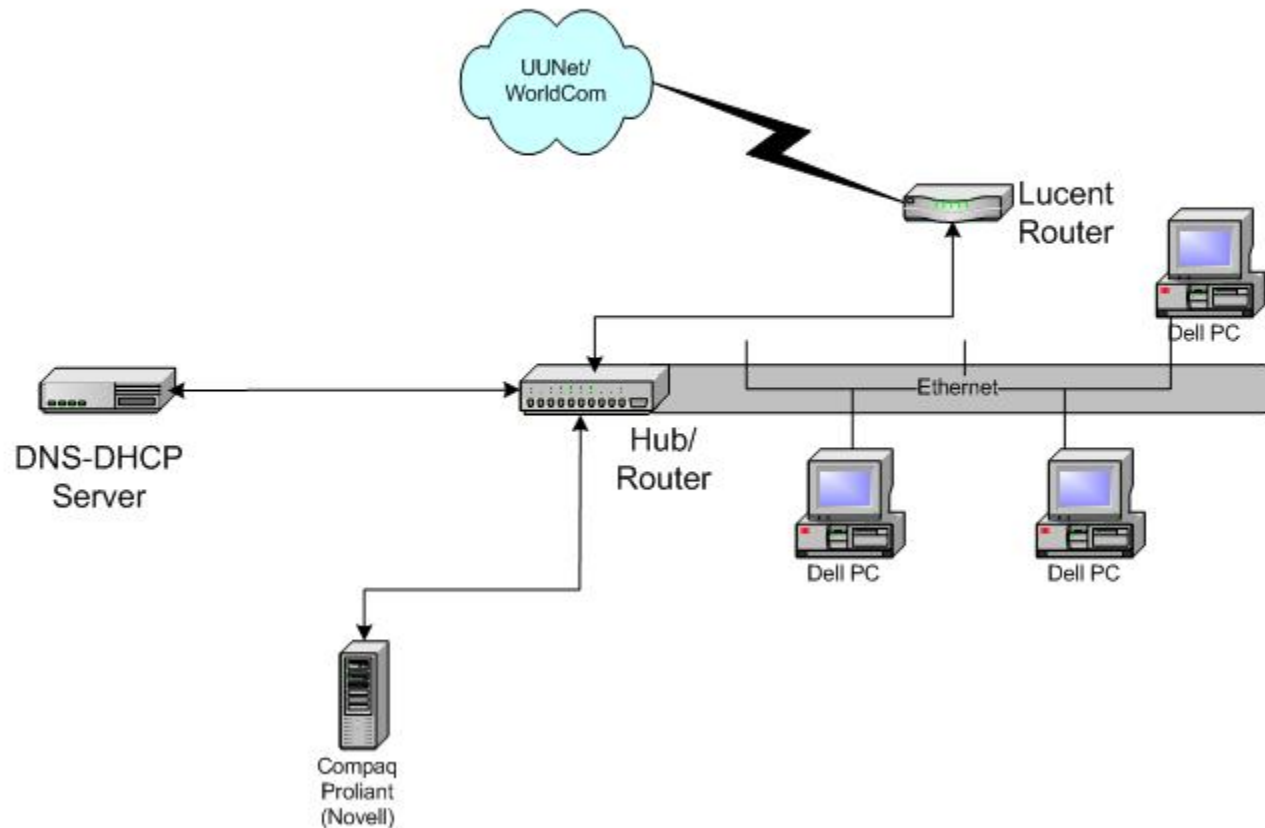 UUNet/
WorldCom
Lucent
Router
Dell PC
Ethernet
Hub/
Router
DNS-DHCP
Server
Dell PC
Dell PC
Compaq
Proliant
(Novell)